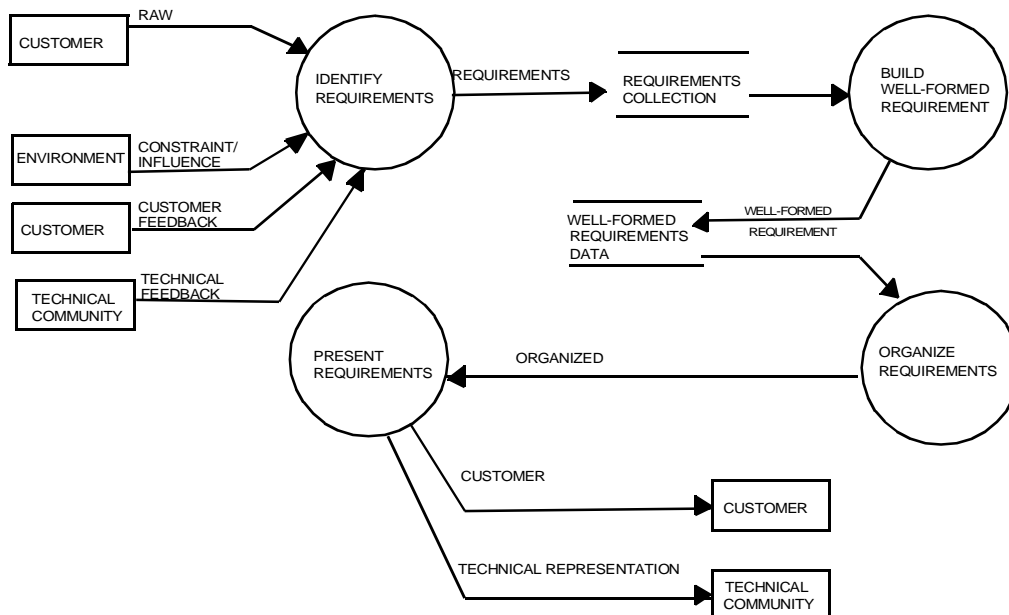 RAW
CUSTOMER
IDENTIFY
REQUIREMENTS
REQUIREMENTS
REQUIREMENTS
COLLECTION
BUILD
WELL-FORMED
REQUIREMENT
ENVIRONMENT
CONSTRAINT/
INFLUENCE
CUSTOMER
CUSTOMER
FEEDBACK
TECHNICAL
COMMUNITY
TECHNICAL
FEEDBACK
WELL-FORMED
REQUIREMENTS
DATA
WELL-FORMED
REQUIREMENT
ORGANIZE
REQUIREMENTS
ORGANIZED
PRESENT
REQUIREMENTS
CUSTOMER
CUSTOMER
TECHNICAL REPRESENTATION
TECHNICAL
COMMUNITY